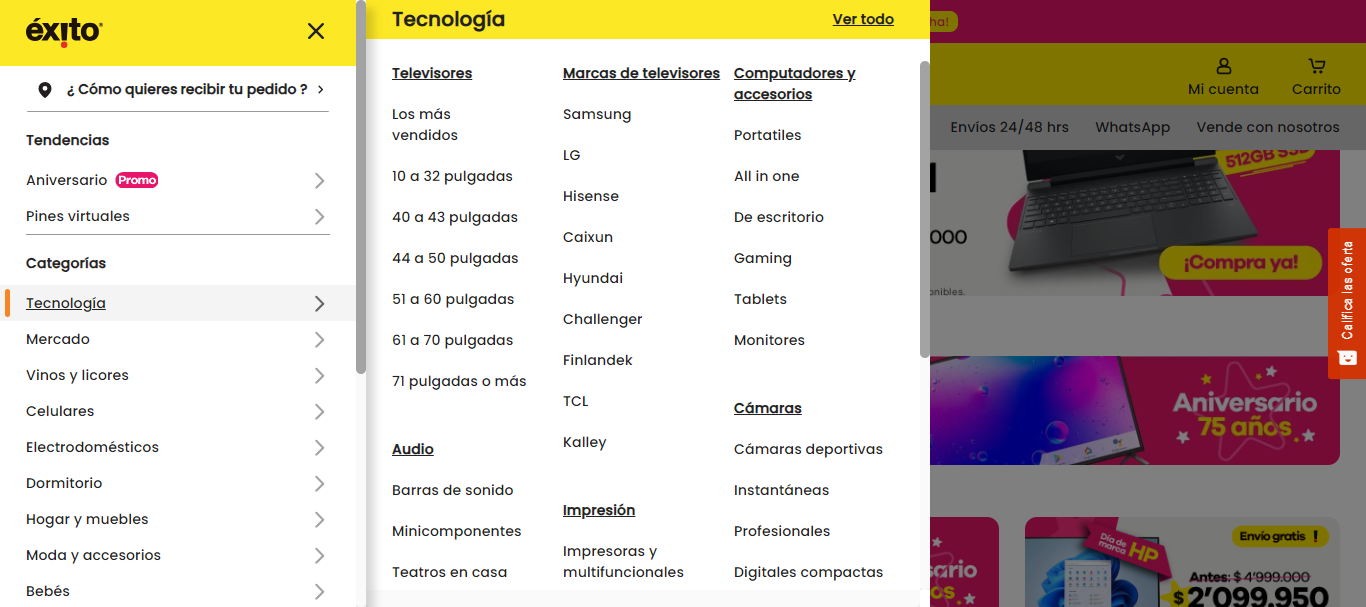 éxito
¿ Cómo quieres recibir tu pedido ?
Tendencias
Aniversario Promo
Pines virtuales
Categorías
Tecnología
Mercado
Vinos y licores
Celulares
Electrodomésticos
Dormitorio
Hogar y muebles
Moda y accesorios
Bebés
Tecnología
Ver todo
Televisores
Los más
vendidos
10 a 32 pulgadas
40 a 43 pulgadas
44 a 50 pulgadas
51 a 60 pulgadas
61 a 70 pulgadas
71 pulgadas o más
Audio
Barras de sonido
Minicomponentes
Teatros en casa
Marcas de televisores
Samsung
LG
Hisense
Caixun
Hyundai
Challenger
Finlandek
TCL
Kalley
Impresión
Impresoras y
multifuncionales
Computadores y
accesorios
Portatiles
All in one
De escritorio
Gaming
Tablets
Monitores
Cámaras
Cámaras deportivas
Instantáneas
Profesionales
Digitales compactas
Mi cuenta
Carrito
Envíos 24/48 hrs
WhatsApp
Vende con nosotros
512GB SSD
000
¡Compra ya!
Califica las oferta
Aniversario
75 años
Día de
marca HP
Envío gratis !
Antes: $ 4'999.000
$ 2'099.950